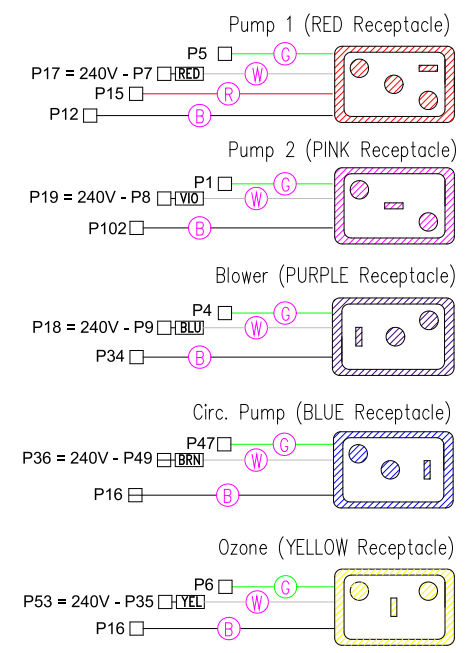 Pump 1 (RED Receptacle)
P5 G
P17 = 240V - P7 RED W
P15 R
P12 B
Pump 2 (PINK Receptacle)
P1 G
P19 = 240V - P8 VIO W
P102 B
Blower (PURPLE Receptacle)
P4 G
P18 = 240V - P9 BLU W
P34 B
Circ. Pump (BLUE Receptacle)
P47 G
P36 = 240V - P49 BRN W
P16 B
Ozone (YELLOW Receptacle)
P6 G
P53 = 240V - P35 YEL W
P16 B